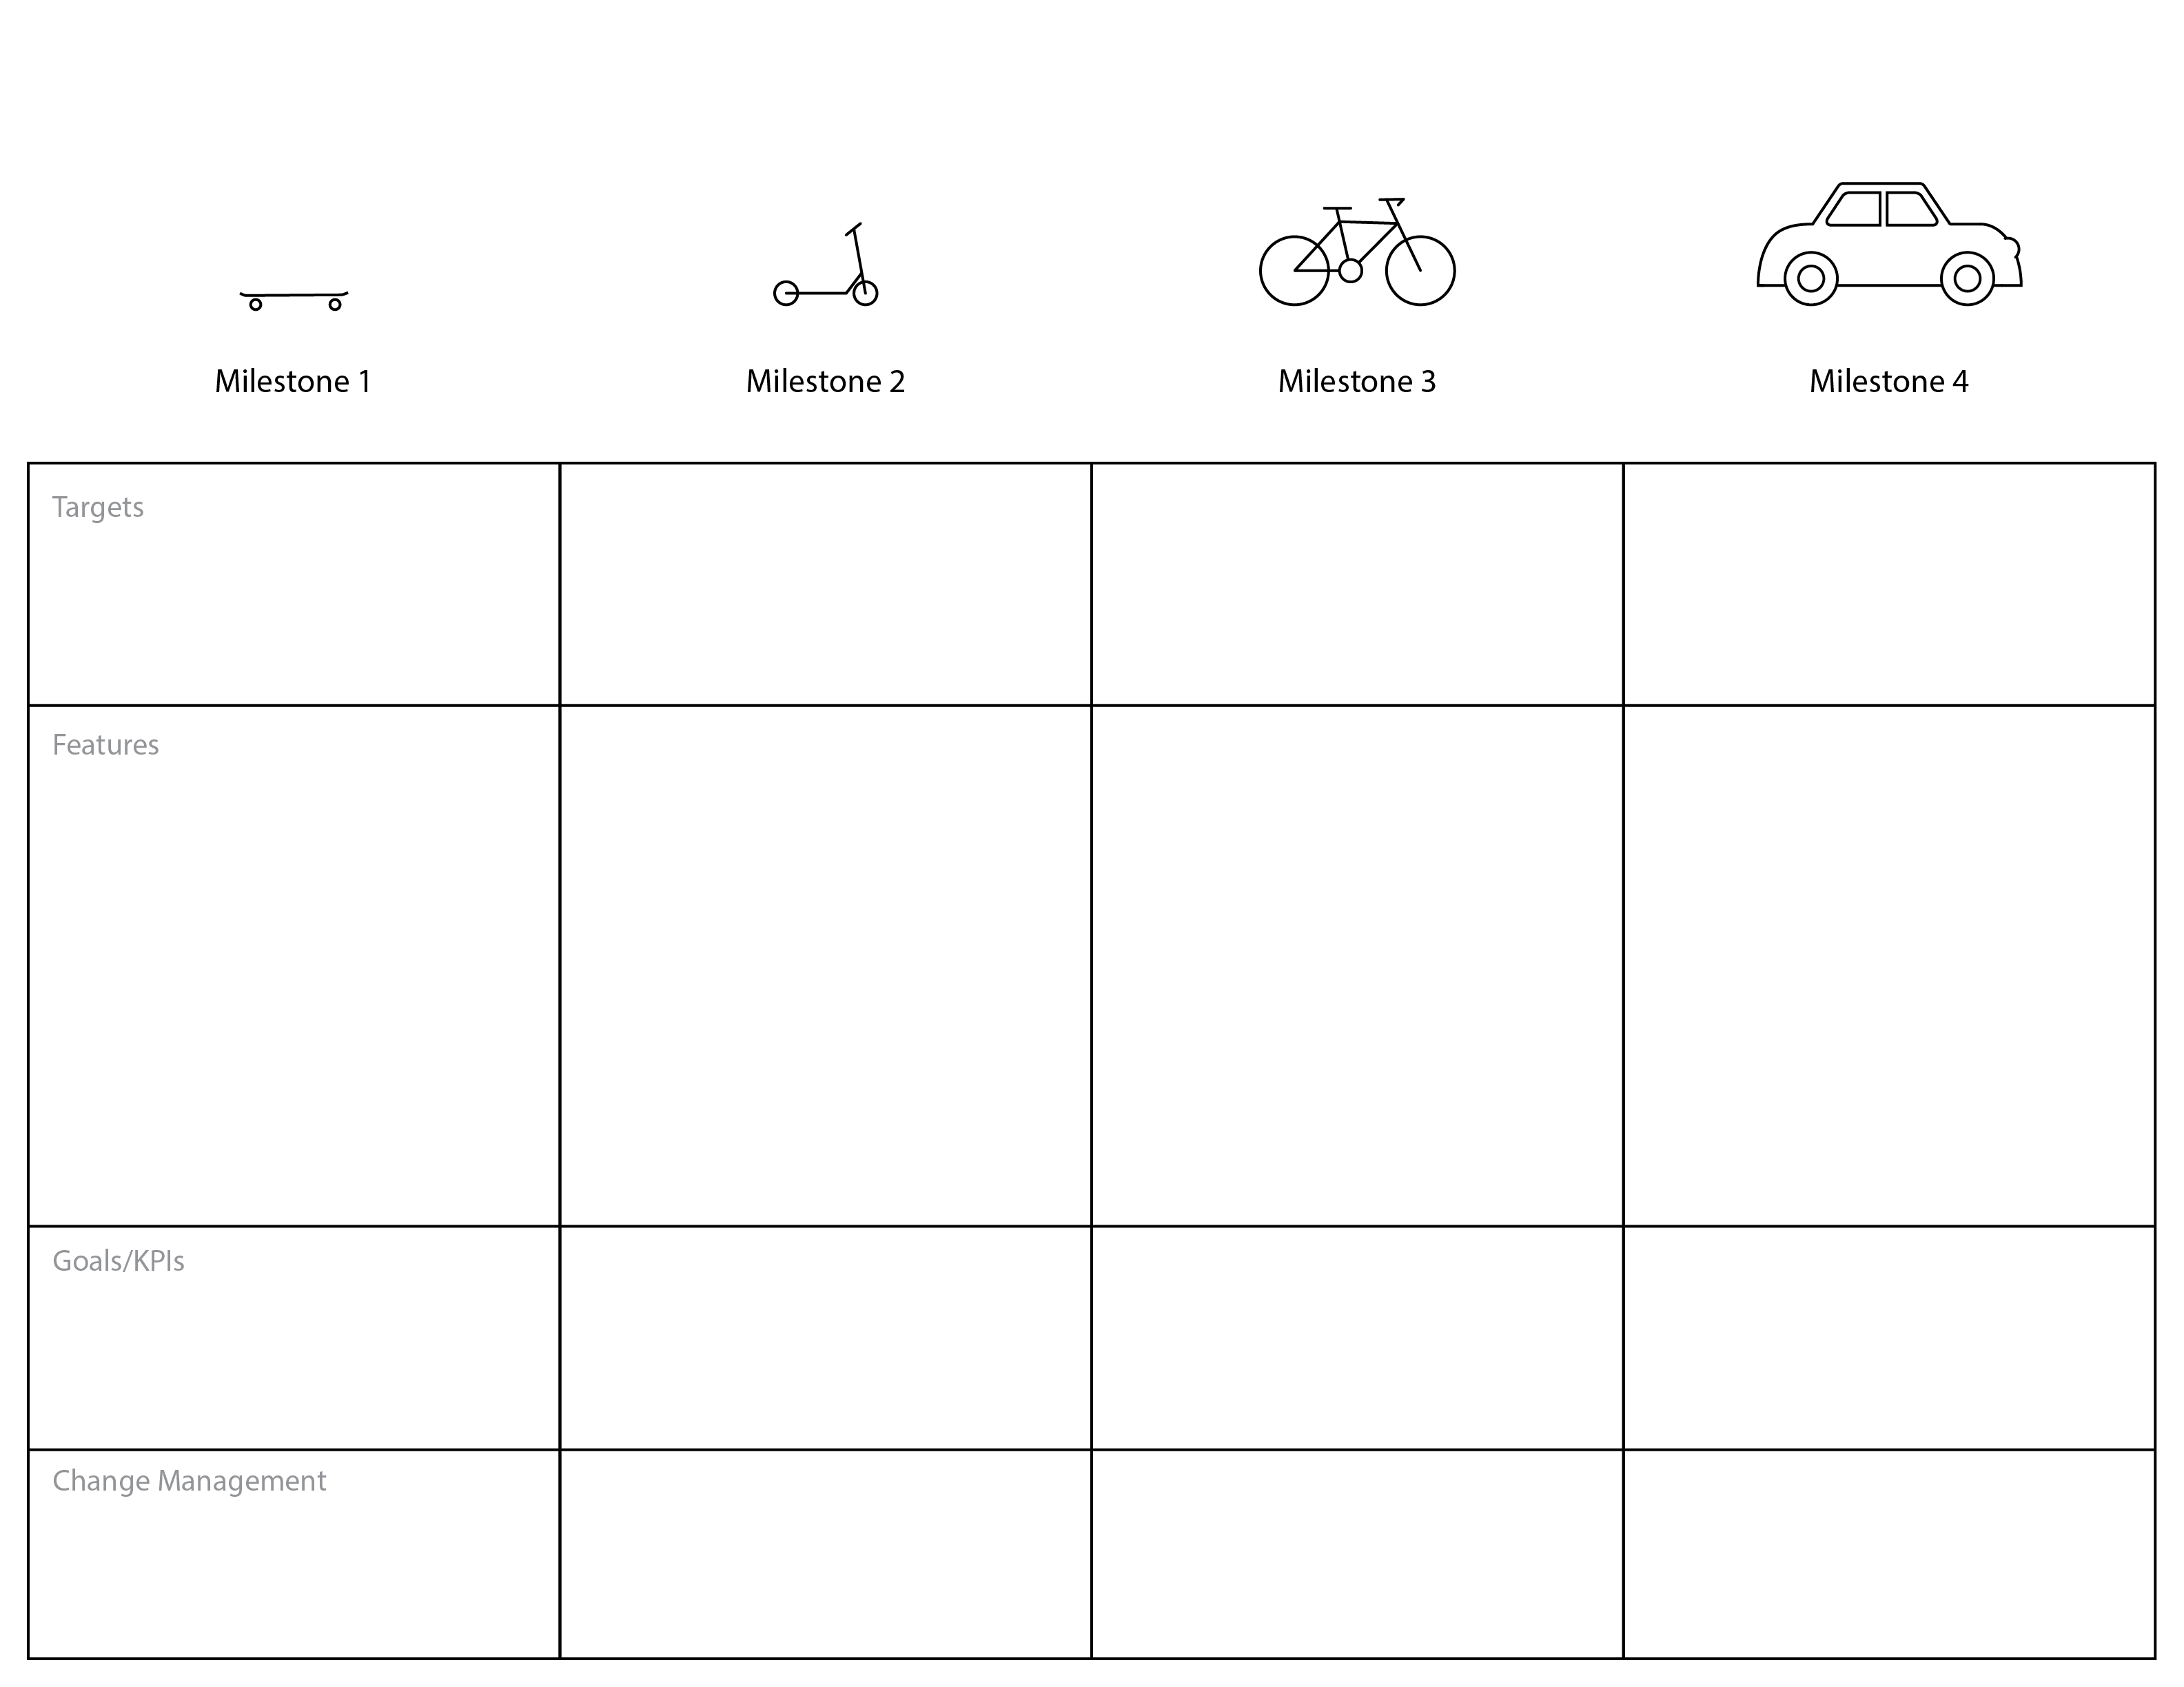 Milestone 1
Milestone 2
Milestone 3
Milestone 4
Targets
Features
Goals/KPIs
Change Management